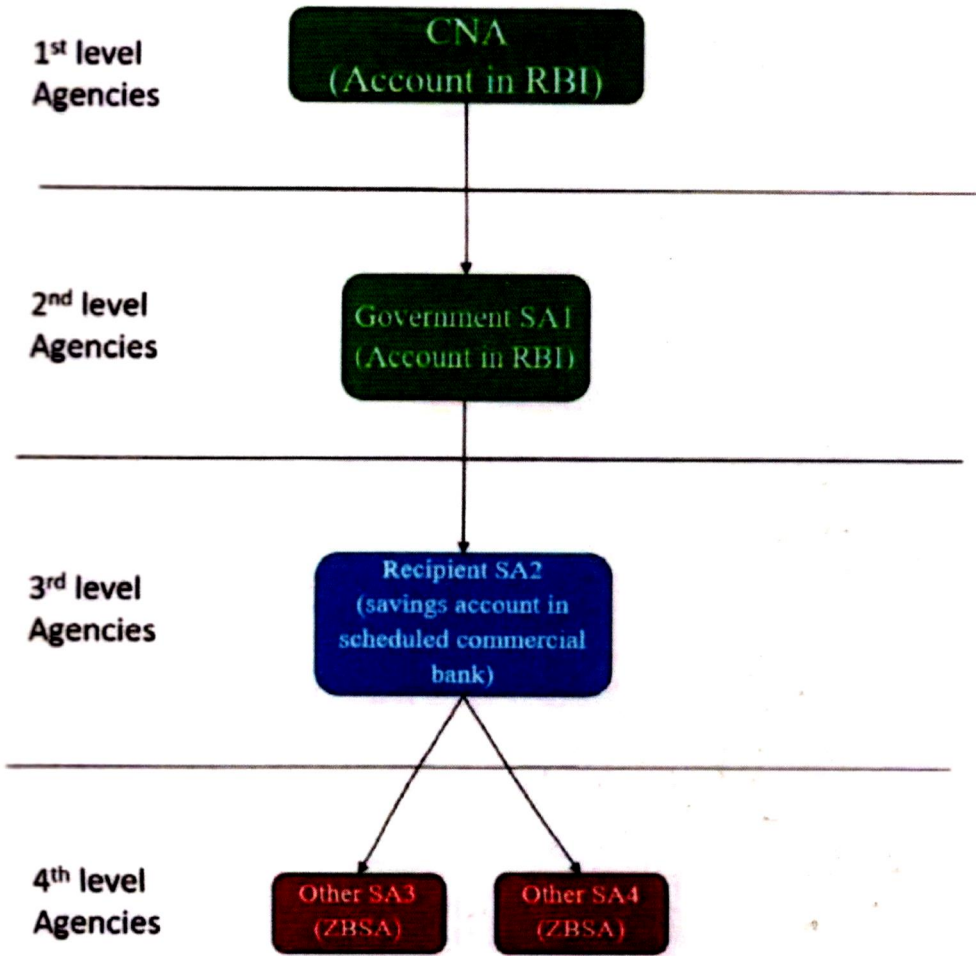 1st level
Agencies
CNA
(Account in RBI)
2nd level
Agencies
Government SA1
(Account in RBI)
3rd level
Agencies
Recipient SA2
(savings account in
scheduled commercial
bank)
4th level
Agencies
Other SA3
(ZBSA)
Other SA4
(ZBSA)